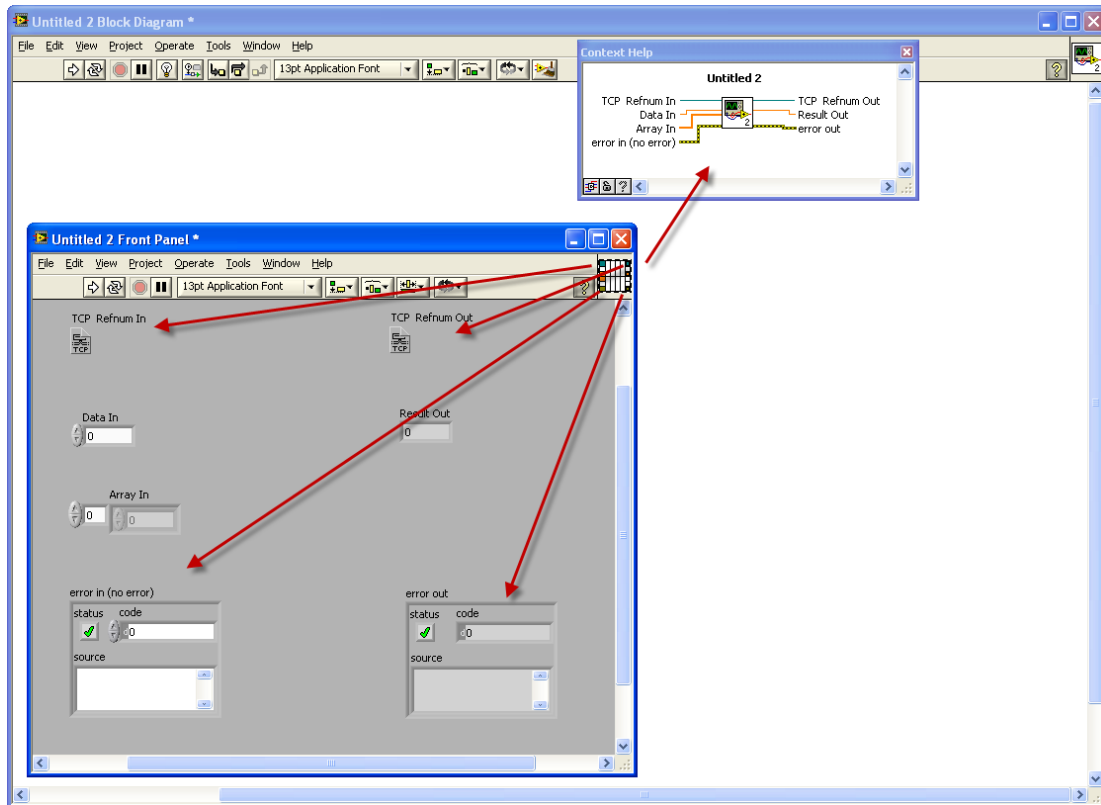 Untitled 2 Block Diagram *
File Edit View Project Operate Tools Window Help
13pt Application Font
2
Context Help
Untitled 2
TCP Refnum In
TCP Refnum Out
Data In
Result Out
Array In
2
error out
error in (no error)
?
Untitled 2 Front Panel *
File Edit View Project Operate Tools Window Help
13pt Application Font
?
TCP Refnum In
TCP Refnum Out
TCP
TCP
Data In
Result Out
0
0
Array In
0
0
error in (no error)
error out
status code
status code
0
0
source
source